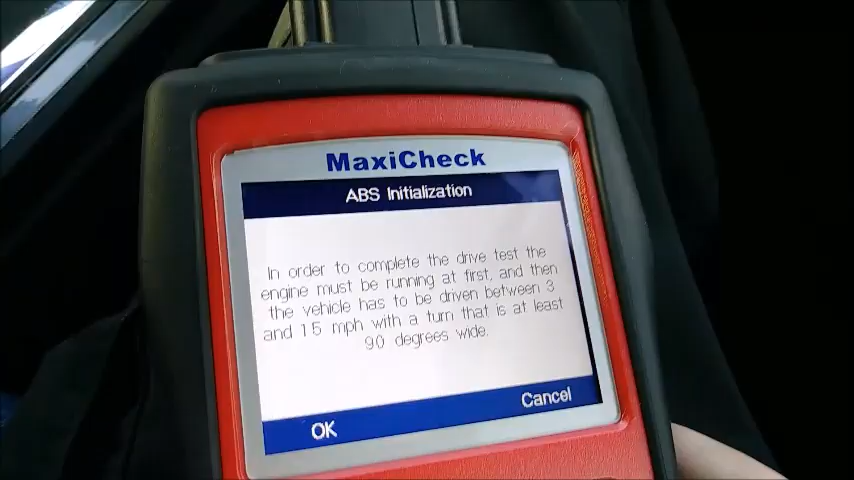 MaxiCheck
ABS Initialization
In order to complete the drive test the
engine must be running at first, and then
the vehicle has to be driven between 3
and 15 mph with a turn that is at least
90 degrees wide.
OK
Cancel